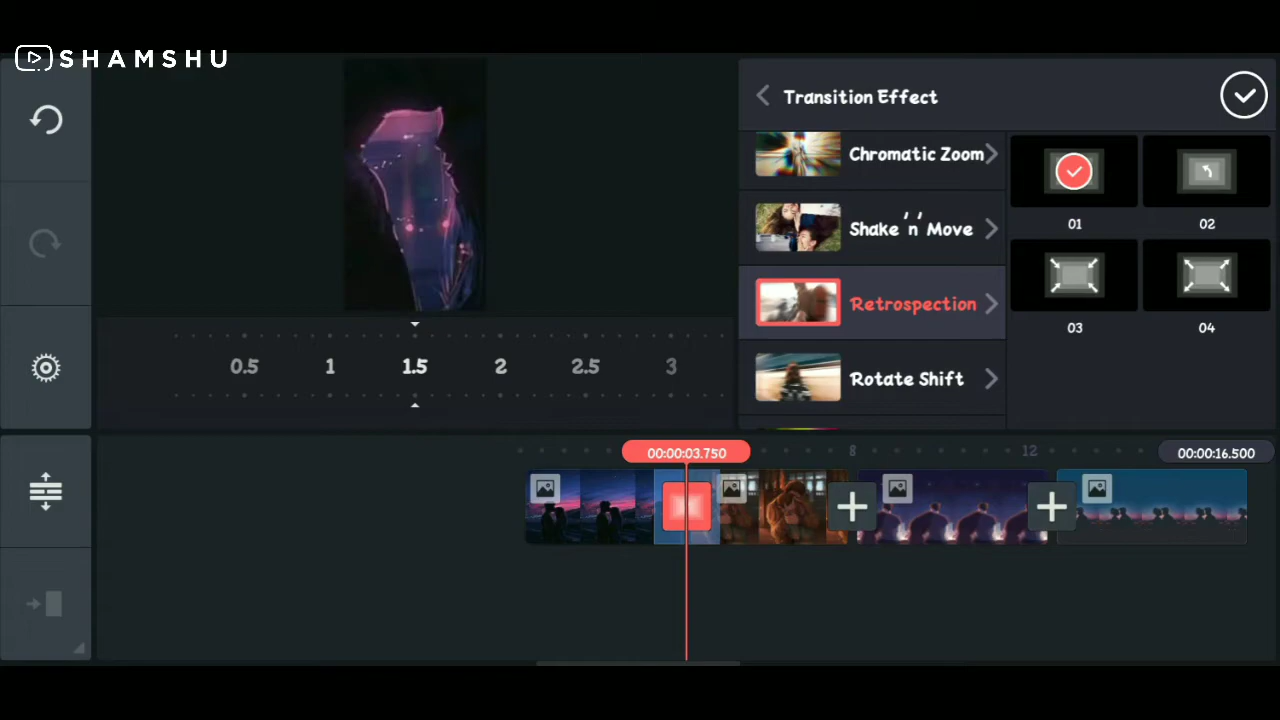 SHAMSHU
Transition Effect
Chromatic Zoom
Shake 'n' Move
Retrospection
Rotate Shift
01
02
03
04
0.5 1 1.5 2 2.5 3
00:00:03.750
8
12
00:00:16.500